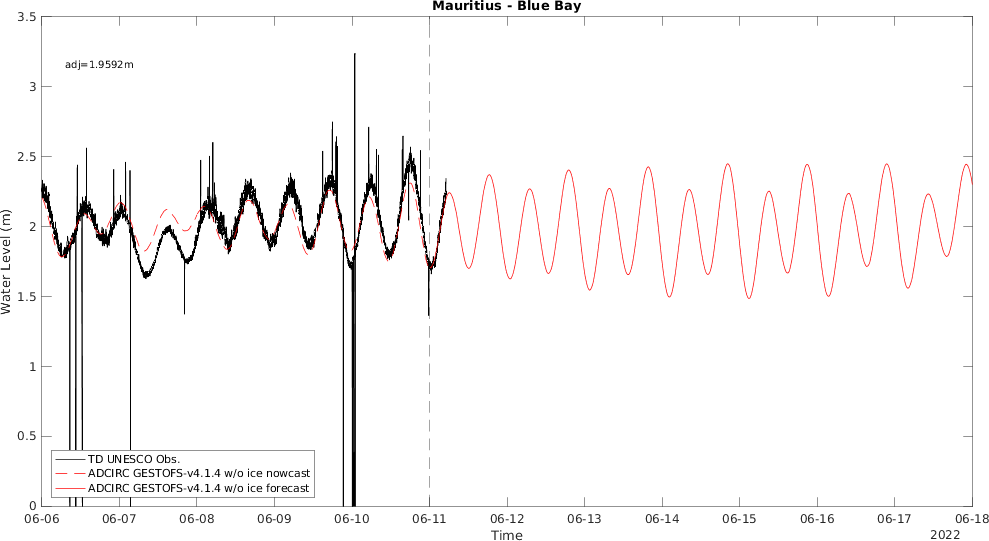 Mauritius - Blue Bay
adj=1.9592m
Water Level (m)
3.5
3
2.5
2
1.5
1
0.5
0
TD UNESCO Obs.
ADCIRC GESTOFS-v4.1.4 w/o ice nowcast
ADCIRC GESTOFS-v4.1.4 w/o ice forecast
06-06 06-07 06-08 06-09 06-10 06-11 06-12 06-13 06-14 06-15 06-16 06-17 06-18
Time
2022